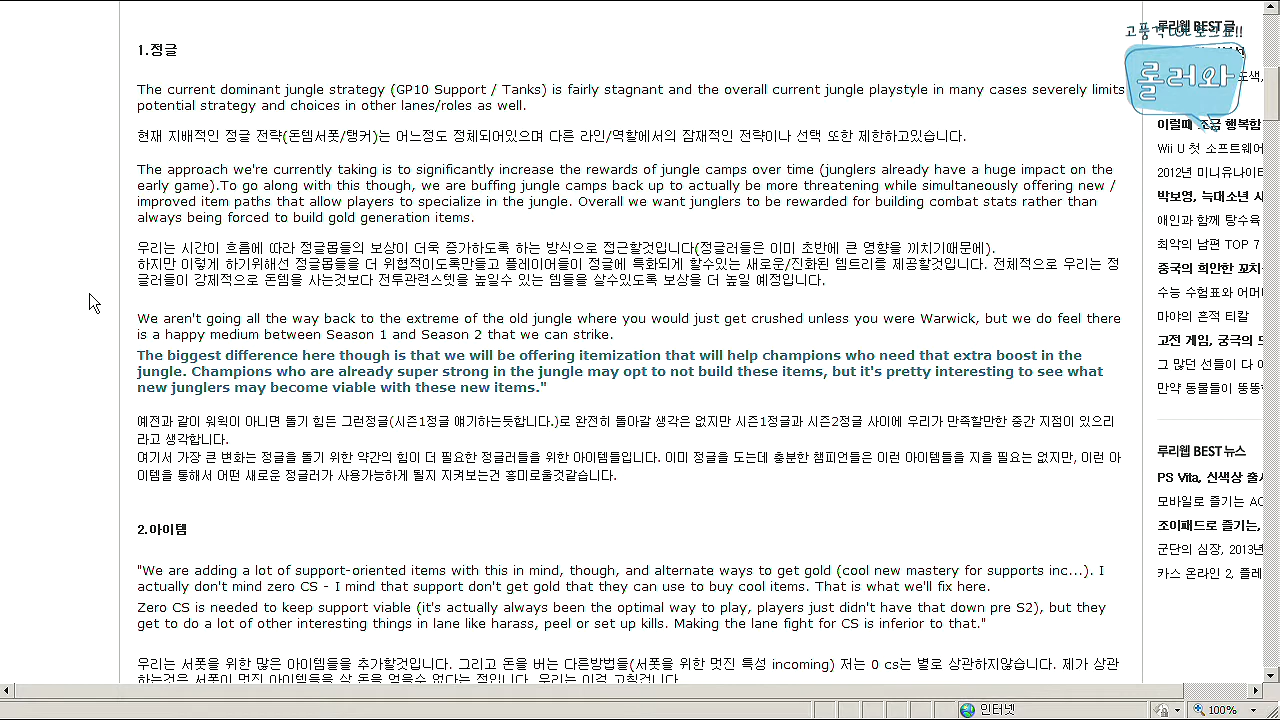 1.정글
The current dominant jungle strategy (GP10 Support / Tanks) is fairly stagnant and the overall current jungle playstyle in many cases severely limits
potential strategy and choices in other lanes/roles as well.
현재 지배적인 정글 전략(돈템서폿/탱커)는 어느정도 정체되어있으며 다른 라인/역할에서의 잠재적인 전략이나 선택 또한 제한하고있습니다.
The approach we're currently taking is to significantly increase the rewards of jungle camps over time (junglers already have a huge impact on the
early game).To go along with this though, we are buffing jungle camps back up to actually be more threatening while simultaneously offering new /
improved item paths that allow players to specialize in the jungle. Overall we want junglers to be rewarded for building combat stats rather than
always being forced to build gold generation items.
우리는 시간이 흐름에 따라 정글몹들의 보상이 더욱 증가하도록 하는 방식으로 접근할것입니다(정글러들은 이미 초반에 큰 영향을 끼치기때문에).
하지만 이렇게 하기위해선 정글몹들을 더 위협적이도록만들고 플레이어들이 정글에 특화되게 할수있는 새로운/진화된 템트리를 제공할것입니다. 전체적으로 우리는 정
글러들이 강제적으로 돈템을 사는것보다 전투관련스텟을 높일수 있는 템들을 살수있도록 보상을 더 높일 예정입니다.
We aren't going all the way back to the extreme of the old jungle where you would just get crushed unless you were Warwick, but we do feel there
is a happy medium between Season 1 and Season 2 that we can strike.
The biggest difference here though is that we will be offering itemization that will help champions who need that extra boost in the
jungle. Champions who are already super strong in the jungle may opt to not build these items, but it's pretty interesting to see what
new junglers may become viable with these new items."
예전과 같이 워윅이 아니면 돌기 힘든 그런정글(시즌1정글 얘기하는듯합니다.)로 완전히 돌아갈 생각은 없지만 시즌1정글과 시즌2정글 사이에 우리가 만족할만한 중간 지점이 있으리
라고 생각합니다.
여기서 가장 큰 변화는 정글을 돌기 위한 약간의 힘이 더 필요한 정글러들을 위한 아이템들입니다. 이미 정글을 도는데 충분한 챔피언들은 이런 아이템들을 지을 필요는 없지만, 이런 아
이템을 통해서 어떤 새로운 정글러가 사용가능하게 될지 지켜보는건 흥미로울것같습니다.
2.아이템
"We are adding a lot of support-oriented items with this in mind, though, and alternate ways to get gold (cool new mastery for supports inc...). I
actually don't mind zero CS - I mind that support don't get gold that they can use to buy cool items. That is what we'll fix here.
Zero CS is needed to keep support viable (it's actually always been the optimal way to play, players just didn't have that down pre S2), but they
get to do a lot of other interesting things in lane like harass, peel or set up kills. Making the lane fight for CS is inferior to that."
우리는 서폿을 위한 많은 아이템들을 추가할것입니다. 그리고 돈을 버는 다른방법들(서폿을 위한 멋진 특성 incoming) 저는 0 cs는 별로 상관하지않습니다. 제가 상관
하는것은 서폿이 멋진 아이템들을 살 돈을 얻을수 없다는 점입니다. 우리는 이걸 고칠겁니다.
루리웹 BEST 글
롤러와
이럴때 조금 행복함
Wii U 첫 소프트웨어
2012년 미니유나이티
박보영, 늑대소년 시
애인과 함께 탕수육
최악의 남편 TOP 7
중국의 희안한 꼬치
수능 수험표와 어머
마야의 흔적 티칼
고전 게임, 궁극의
그 많던 선들이 다
만약 동물들이 뚱뚱
루리웹 BEST 뉴스
PS Vita, 신색상 출시
모바일로 즐기는
조이패드로 즐기는,
군단의 심장, 2013년
카스 온라인 2, 플레
인터넷
100%